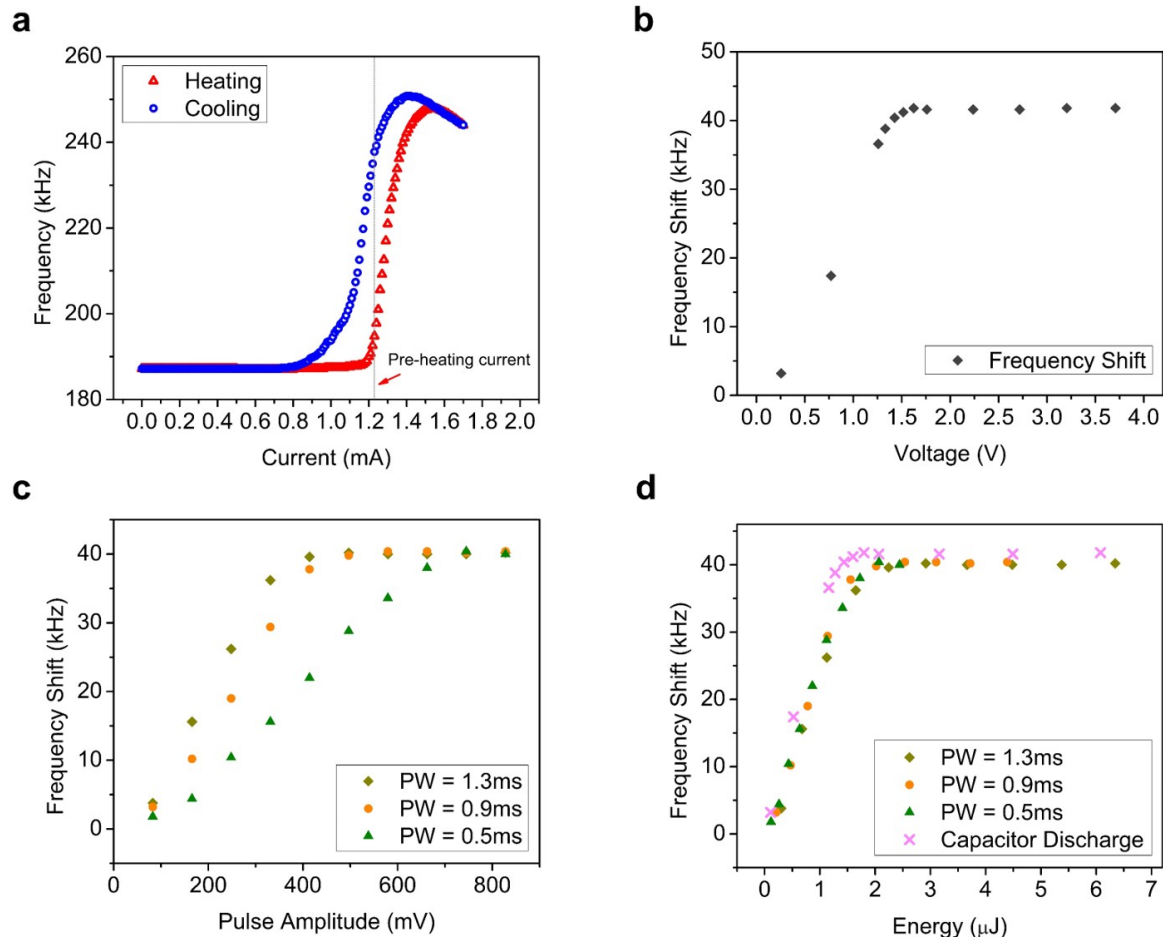 a
260
Heating
Cooling
240
220
200
180
Frequency (kHz)
Pre-heating current
0.0 0.2 0.4 0.6 0.8 1.0 1.2 1.4 1.6 1.8 2.0
Current (mA)
b
50
40
30
20
10
0
Frequency Shift (kHz)
Frequency Shift
0.0 0.5 1.0 1.5 2.0 2.5 3.0 3.5 4.0
Voltage (V)
c
40
30
20
10
0
Frequency Shift (kHz)
PW = 1.3ms
PW = 0.9ms
PW = 0.5ms
0 200 400 600 800
Pulse Amplitude (mV)
d
40
30
20
10
0
Frequency Shift (kHz)
PW = 1.3ms
PW = 0.9ms
PW = 0.5ms
Capacitor Discharge
0 1 2 3 4 5 6 7
Energy (μJ)